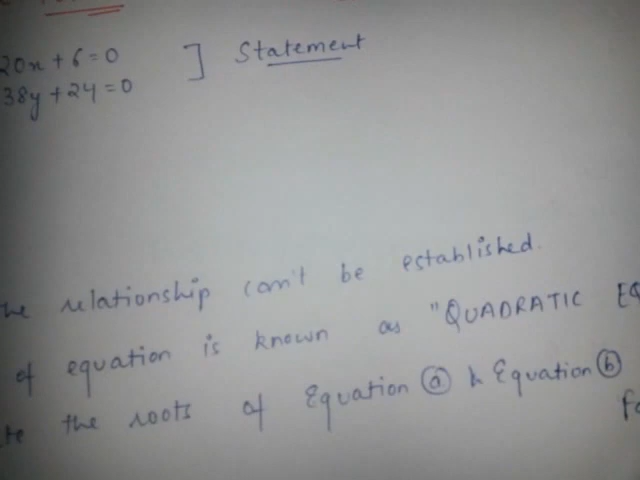 20x + 6 = 0 ] Statement
38y + 24 = 0
relationship can't be established.
of equation is known as "QUADRATIC EQ
the roots of Equation ⓐ & Equation ⓑ